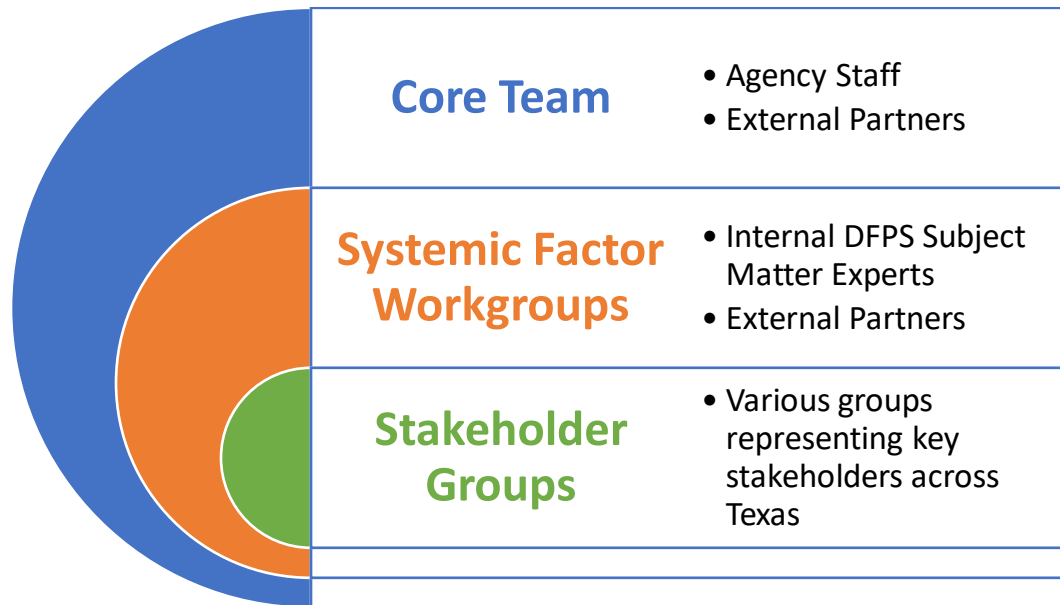 Core Team
• Agency Staff
• External Partners
Systemic Factor
Workgroups
• Internal DFPS Subject
Matter Experts
• External Partners
Stakeholder
Groups
• Various groups
representing key
stakeholders across
Texas